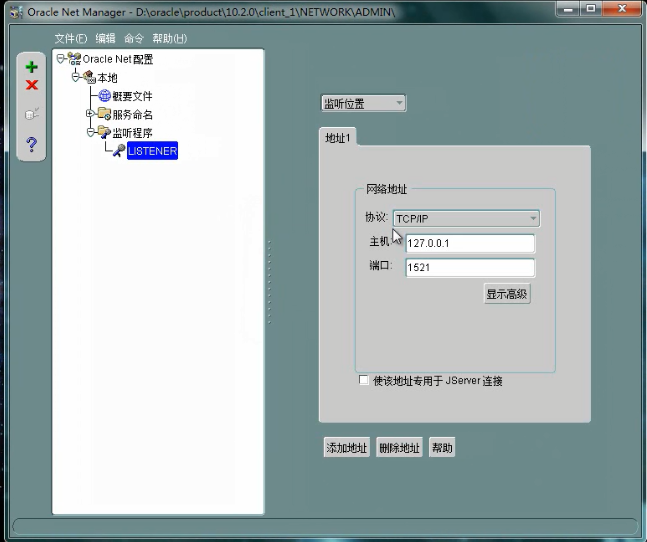 Oracle Net Manager - D:\oracle\product\10.2.0\client_1\NETWORK\ADMIN\
文件(F) 编辑 命令 帮助(H)
Oracle Net 配置
本地
概要文件
服务命名
监听程序
LISTENER
监听位置
地址1
网络地址
协议: TCP/IP
主机 127.0.0.1
端口: 1521
显示高级
使该地址专用于 JServer 连接
添加地址 删除地址 帮助